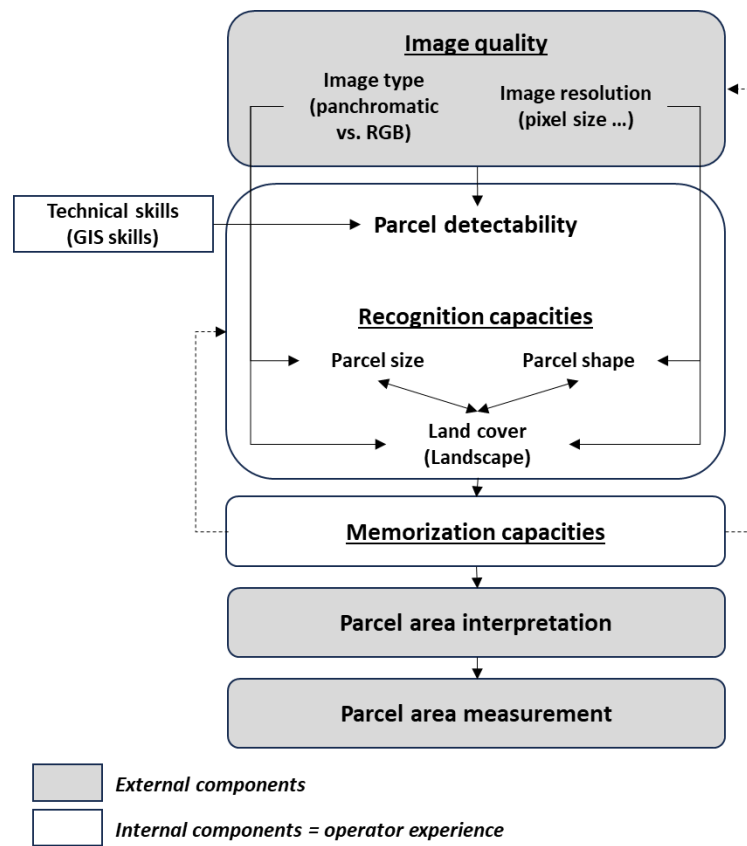 Image quality
Image type
(panchromatic
vs. RGB)
Image resolution
(pixel size ...)
Technical skills
(GIS skills)
Parcel detectability
Recognition capacities
Parcel size
Parcel shape
Land cover
(Landscape)
Memorization capacities
Parcel area interpretation
Parcel area measurement
External components
Internal components = operator experience